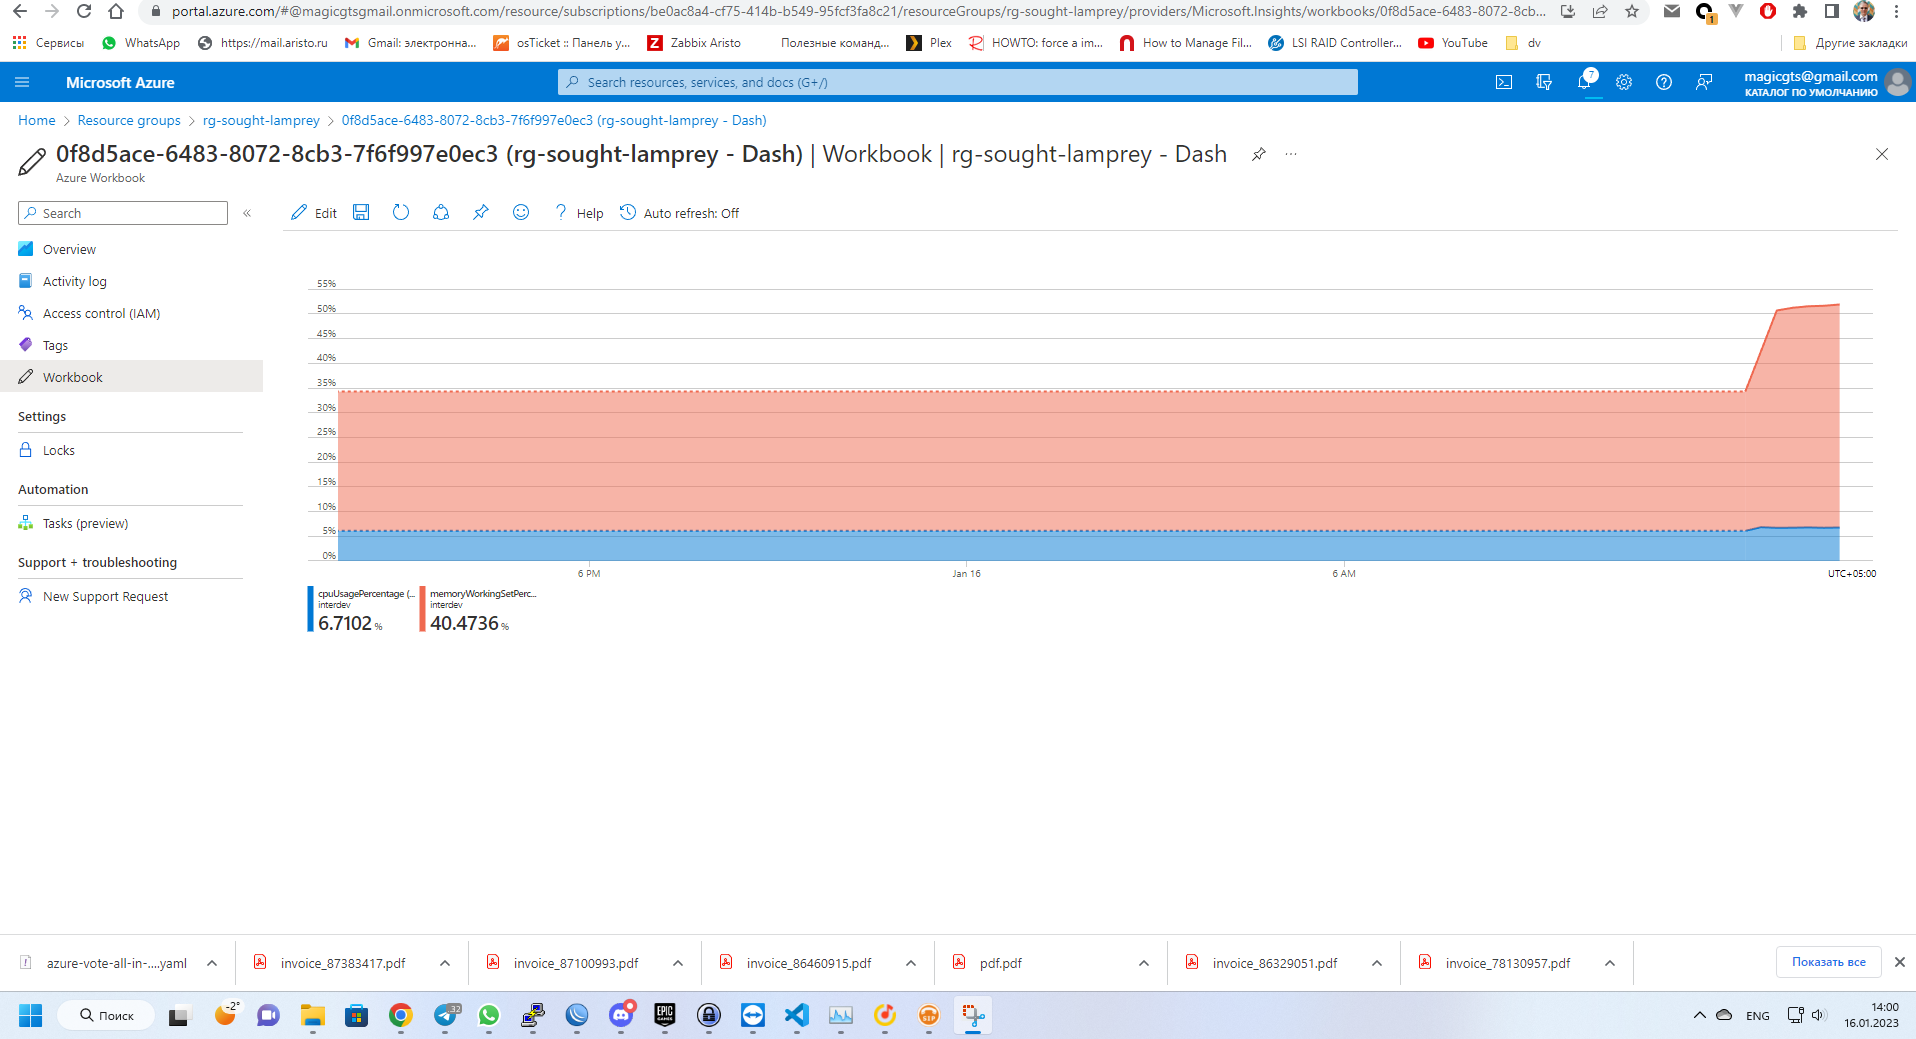 portal.azure.com/#@magicgtsgmail.onmicrosoft.com/resource/subscriptions/be0ac8a4-cf75-414b-b549-95fcf3fa8c21/resourceGroups/rg-sought-lamprey/providers/Microsoft.Insights/workbooks/0f8d5ace-6483-8072-8cb...
1
Сервисы WhatsApp https://mail.aristo.ru Gmail: электронна... osTicket :: Панель у... Zabbix Aristo Полезные команд... Plex HOWTO: force a im... How to Manage Fil... LSI RAID Controller... YouTube dv Другие закладки
Microsoft Azure
Search resources, services, and docs (G+/)
7
magicgts@gmail.com
КАТАЛОГ ПО УМОЛЧАНИЮ
Home > Resource groups > rg-sought-lamprey > 0f8d5ace-6483-8072-8cb3-7f6f997e0ec3 (rg-sought-lamprey - Dash)
0f8d5ace-6483-8072-8cb3-7f6f997e0ec3 (rg-sought-lamprey - Dash) | Workbook | rg-sought-lamprey - Dash ...
Azure Workbook
Search «
Edit Help Auto refresh: Off
Overview
Activity log
Access control (IAM)
Tags
Workbook
Settings
Locks
Automation
Tasks (preview)
Support + troubleshooting
New Support Request
55%
50%
45%
40%
35%
30%
25%
20%
15%
10%
5%
0%
6 PM Jan 16 6 AM UTC+05:00
cpuUsagePercentage (...
interdev
6.7102 %
memoryWorkingSetPerc...
interdev
40.4736 %
azure-vote-all-in-....yaml invoice_87383417.pdf invoice_87100993.pdf invoice_86460915.pdf pdf.pdf invoice_86329051.pdf invoice_78130957.pdf Показать все
Поиск
-2°
32
EPIC
GAMES
SIP
ENG
14:00
16.01.2023